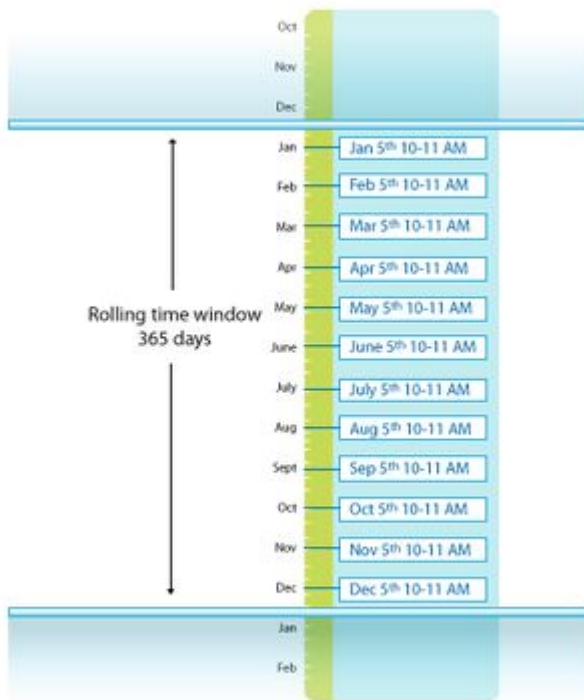 Oct
Nov
Dec
Jan
Jan 5th 10-11 AM
Feb
Feb 5th 10-11 AM
Mar
Mar 5th 10-11 AM
Apr
Apr 5th 10-11 AM
Rolling time window
365 days
May
May 5th 10-11 AM
June
June 5th 10-11 AM
July
July 5th 10-11 AM
Aug
Aug 5th 10-11 AM
Sept
Sep 5th 10-11 AM
Oct
Oct 5th 10-11 AM
Nov
Nov 5th 10-11 AM
Dec
Dec 5th 10-11 AM
Jan
Feb